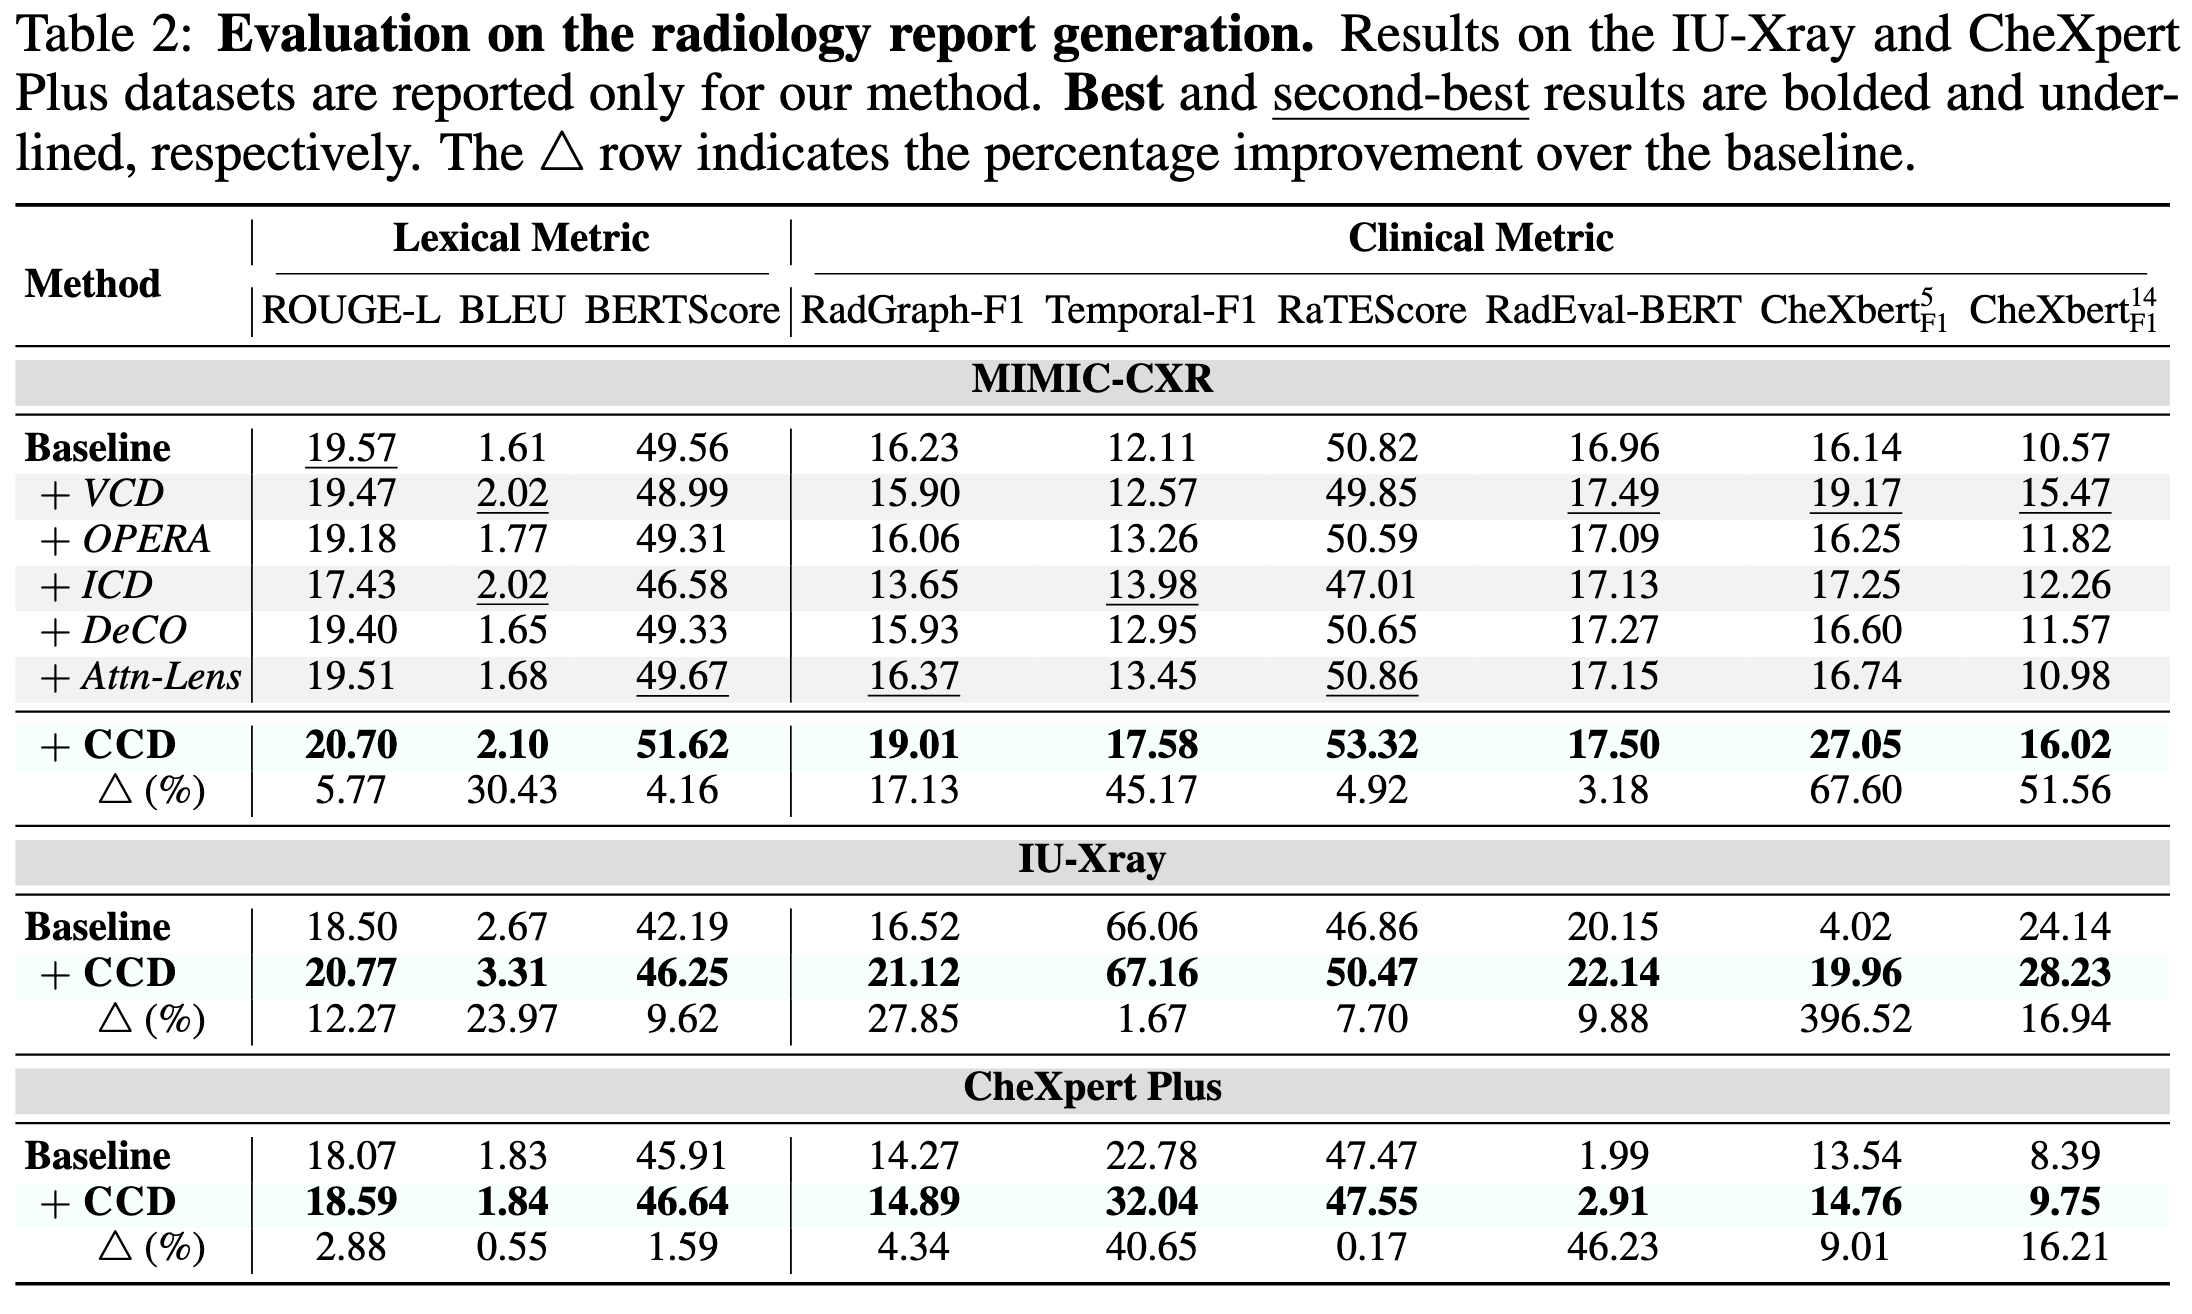 Table 2: Evaluation on the radiology report generation. Results on the IU-Xray and CheXpert
Plus datasets are reported only for our method. Best and second-best results are bolded and under-
lined, respectively. The △ row indicates the percentage improvement over the baseline.
Method Lexical Metric Clinical Metric
ROUGE-L BLEU BERTScore RadGraph-F1 Temporal-F1 RaTEScore RadEval-BERT CheXbert⁵F1 CheXbert¹⁴F1
MIMIC-CXR
Baseline 19.57 1.61 49.56 16.23 12.11 50.82 16.96 16.14 10.57
+ VCD 19.47 2.02 48.99 15.90 12.57 49.85 17.49 19.17 15.47
+ OPERA 19.18 1.77 49.31 16.06 13.26 50.59 17.09 16.25 11.82
+ ICD 17.43 2.02 46.58 13.65 13.98 47.01 17.13 17.25 12.26
+ DeCO 19.40 1.65 49.33 15.93 12.95 50.65 17.27 16.60 11.57
+ Attn-Lens 19.51 1.68 49.67 16.37 13.45 50.86 17.15 16.74 10.98
+ CCD 20.70 2.10 51.62 19.01 17.58 53.32 17.50 27.05 16.02
△ (%) 5.77 30.43 4.16 17.13 45.17 4.92 3.18 67.60 51.56
IU-Xray
Baseline 18.50 2.67 42.19 16.52 66.06 46.86 20.15 4.02 24.14
+ CCD 20.77 3.31 46.25 21.12 67.16 50.47 22.14 19.96 28.23
△ (%) 12.27 23.97 9.62 27.85 1.67 7.70 9.88 396.52 16.94
CheXpert Plus
Baseline 18.07 1.83 45.91 14.27 22.78 47.47 1.99 13.54 8.39
+ CCD 18.59 1.84 46.64 14.89 32.04 47.55 2.91 14.76 9.75
△ (%) 2.88 0.55 1.59 4.34 40.65 0.17 46.23 9.01 16.21